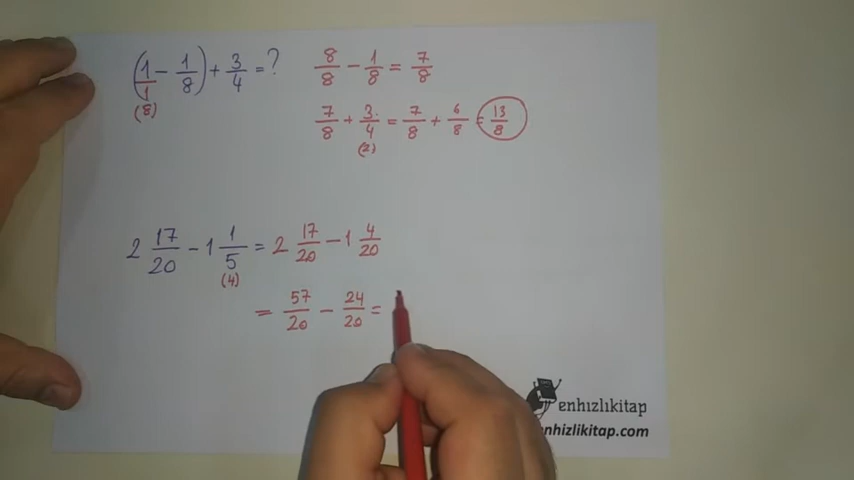 (1/1 - 1/8) + 3/4 = ?
(8)
8/8 - 1/8 = 7/8
7/8 + 3/4 = 7/8 + 6/8 = 13/8
(2)
2 17/20 - 1 1/5 = 2 17/20 - 1 4/20
(4)
= 57/20 - 24/20 =
enhızlıkitap
nhizlikitap.com